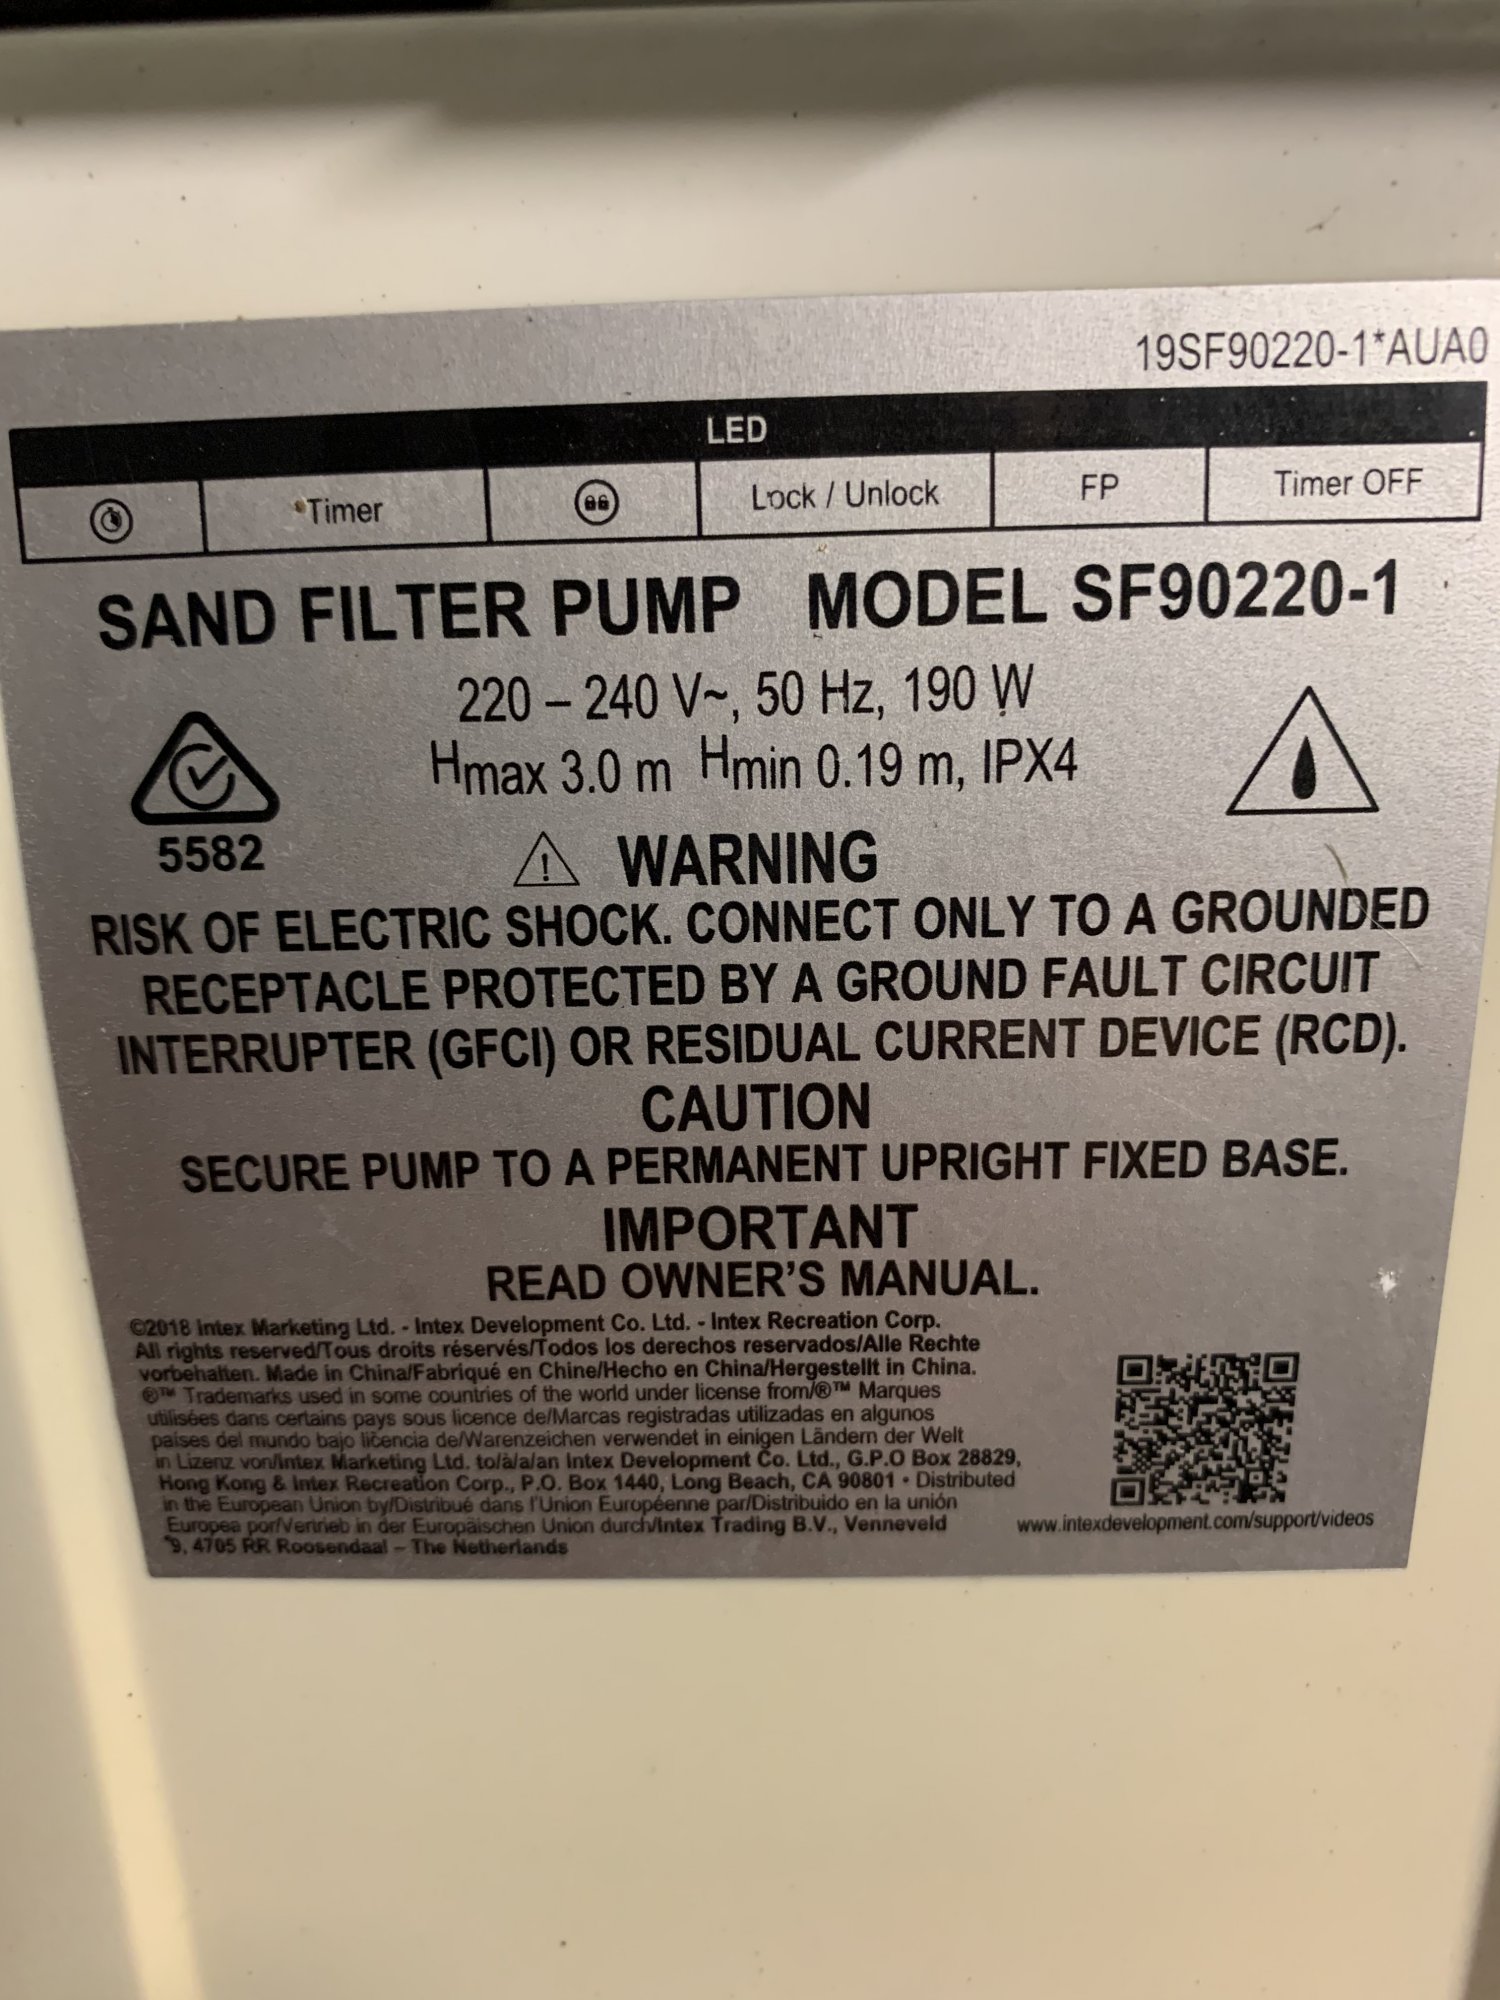 19SF90220-1*AUA0
LED
Timer Lock / Unlock FP Timer OFF
SAND FILTER PUMP MODEL SF90220-1
220 – 240 V~, 50 Hz, 190 W
Hmax 3.0 m Hmin 0.19 m, IPX4
5582
WARNING
RISK OF ELECTRIC SHOCK. CONNECT ONLY TO A GROUNDED
RECEPTACLE PROTECTED BY A GROUND FAULT CIRCUIT
INTERRUPTER (GFCI) OR RESIDUAL CURRENT DEVICE (RCD).
CAUTION
SECURE PUMP TO A PERMANENT UPRIGHT FIXED BASE.
IMPORTANT
READ OWNER'S MANUAL.
©2018 Intex Marketing Ltd. - Intex Development Co. Ltd. - Intex Recreation Corp.
All rights reserved/Tous droits réservés/Todos los derechos reservados/Alle Rechte
vorbehalten. Made in China/Fabriqué en Chine/Hecho en China/Hergestellt in China.
®™ Trademarks used in some countries of the world under license from/®™ Marques
utilisées dans certains pays sous licence de/Marcas registradas utilizadas en algunos
países del mundo bajo licencia de/Warenzeichen verwendet in einigen Ländern der Welt
in Lizenz von/Intex Marketing Ltd. to/à/a/an Intex Development Co. Ltd., G.P.O Box 28829,
Hong Kong & Intex Recreation Corp., P.O. Box 1440, Long Beach, CA 90801 • Distributed
in the European Union by/Distribué dans l'Union Européenne par/Distribuido en la unión
Europea por/Vertrieb in der Europäischen Union durch/Intex Trading B.V., Venneveld
9, 4705 RR Roosendaal – The Netherlands
www.intexdevelopment.com/support/videos